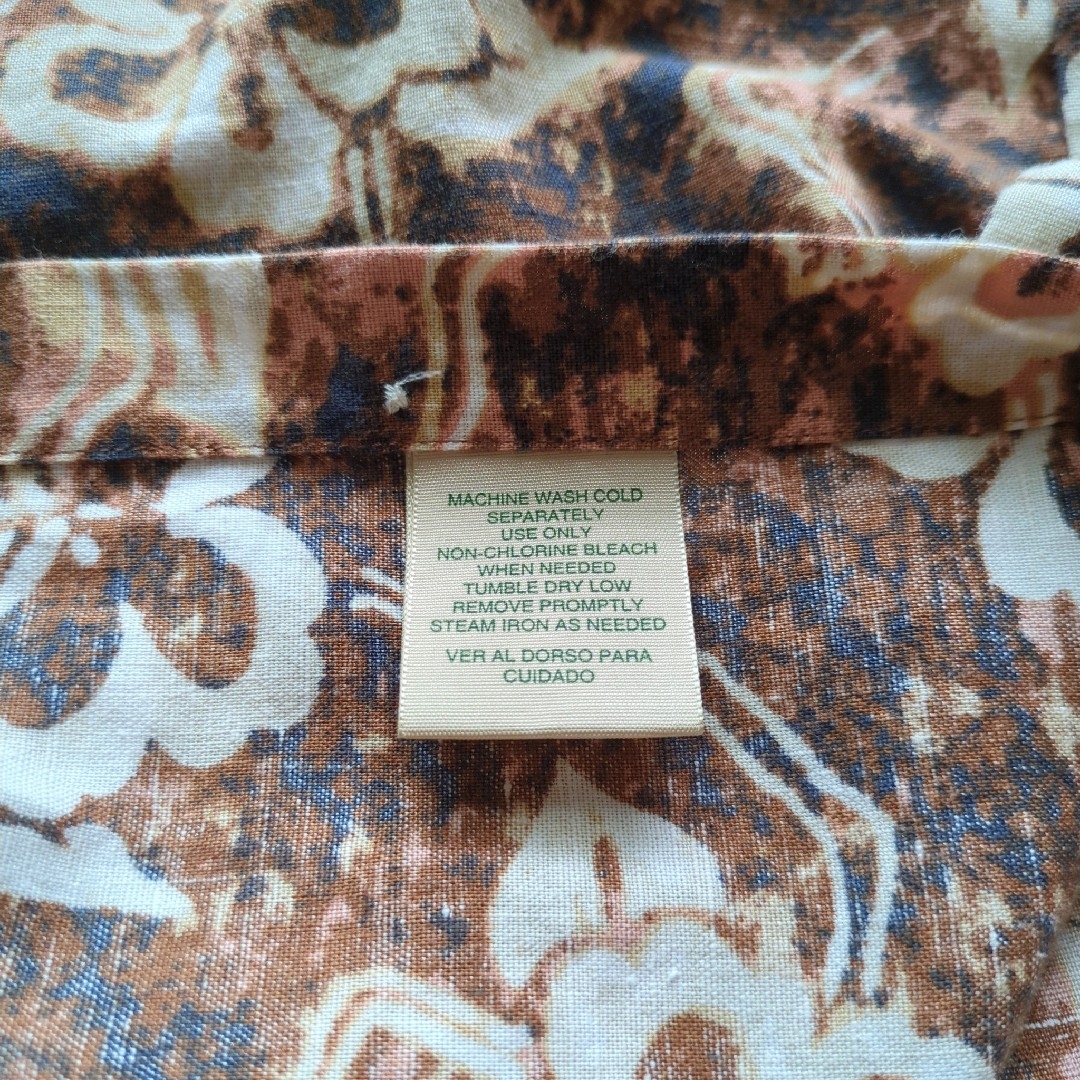 MACHINE WASH COLD
SEPARATELY
USE ONLY
NON-CHLORINE BLEACH
WHEN NEEDED
TUMBLE DRY LOW
REMOVE PROMPTLY
STEAM IRON AS NEEDED
VER AL DORSO PARA
CUIDADO